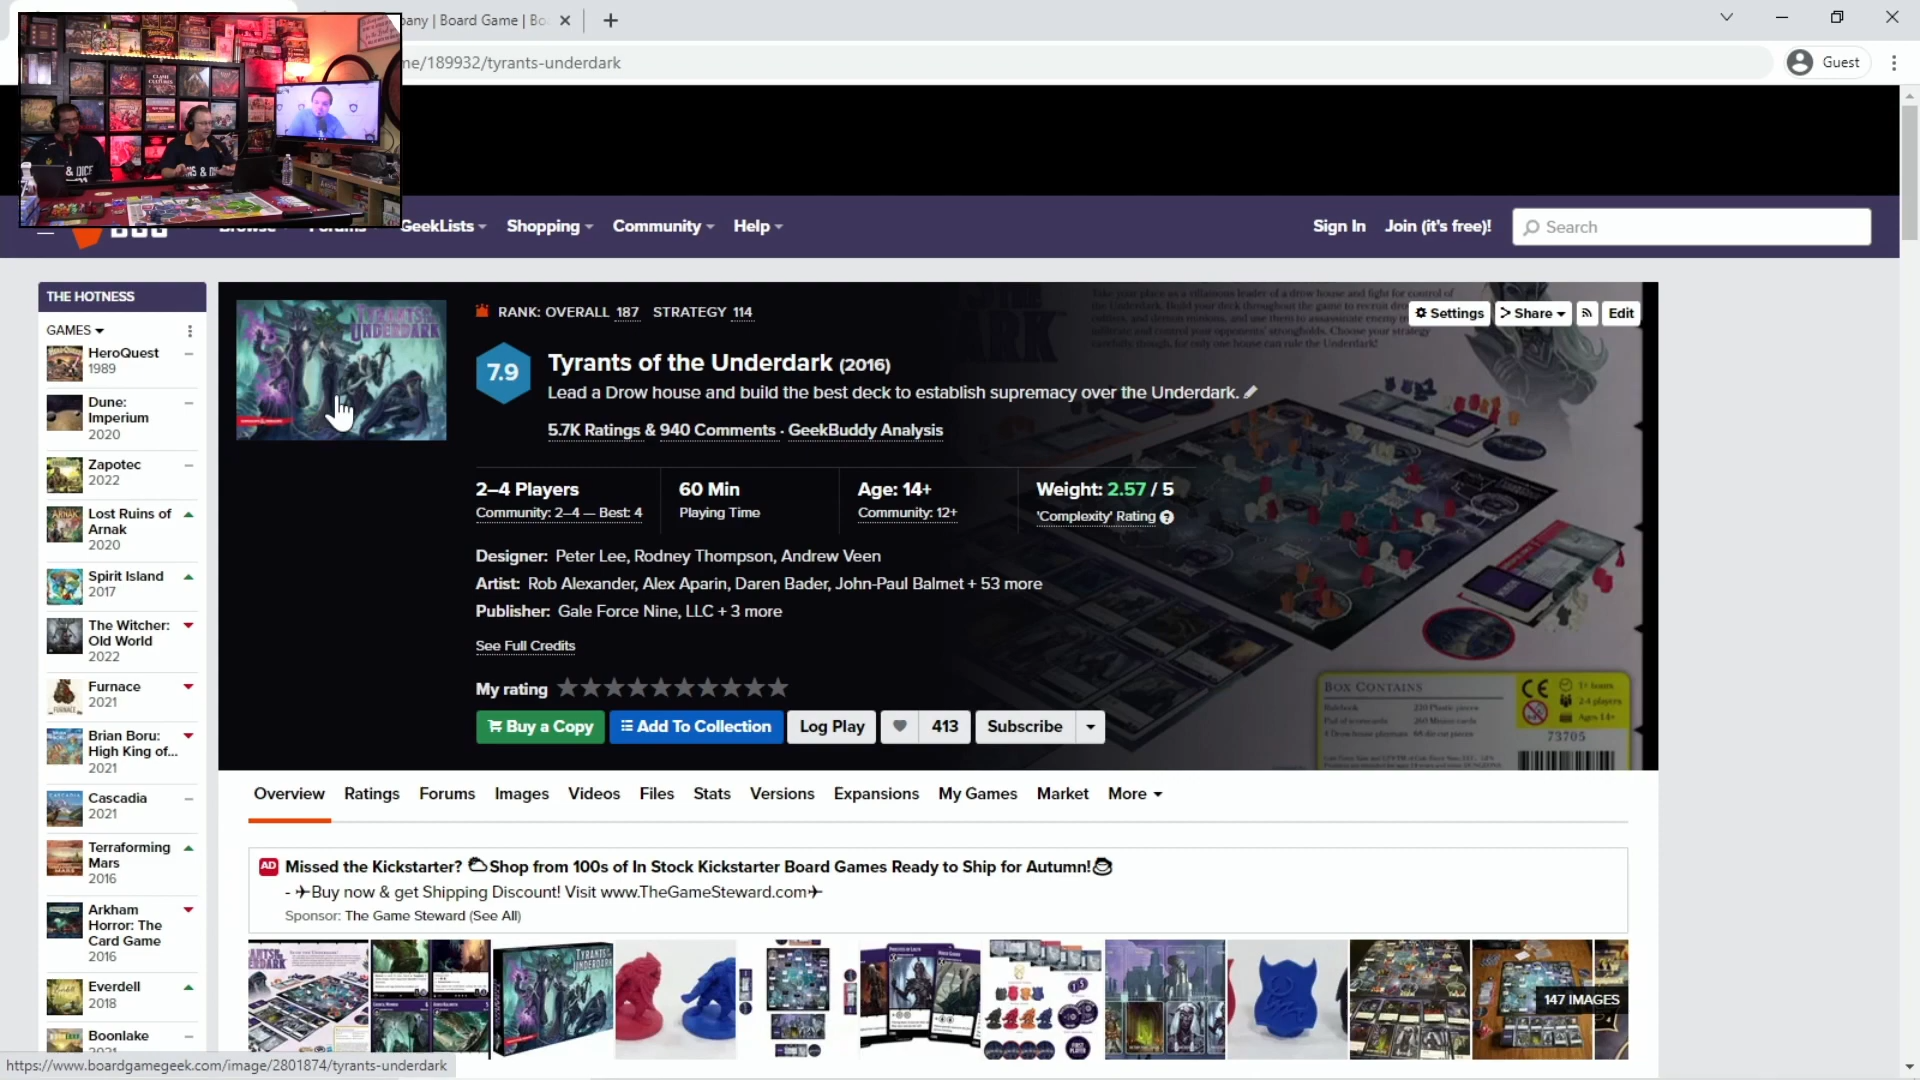 pany | Board Game | Bo
Guest
me/189932/tyrants-underdark
GeekLists
Shopping
Community
Help
Sign In
Join (it's free)!
Search
THE HOTNESS
GAMES
HeroQuest
1989
Dune:
Imperium
2020
Zapotec
2022
Lost Ruins of
Arnak
2020
Spirit Island
2017
The Witcher:
Old World
2022
Furnace
2021
Brian Boru:
High King of...
2021
Cascadia
2021
Terraforming
Mars
2016
Arkham
Horror: The
Card Game
2016
Everdell
2018
Boonlake
RANK: OVERALL 187 STRATEGY 114
Settings
Share
Edit
7.9
Tyrants of the Underdark (2016)
Lead a Drow house and build the best deck to establish supremacy over the Underdark.
5.7K Ratings & 940 Comments · GeekBuddy Analysis
2–4 Players
Community: 2–4 — Best: 4
60 Min
Playing Time
Age: 14+
Community: 12+
Weight: 2.57 / 5
'Complexity' Rating
Designer: Peter Lee, Rodney Thompson, Andrew Veen
Artist: Rob Alexander, Alex Aparin, Daren Bader, John-Paul Balmet + 53 more
Publisher: Gale Force Nine, LLC + 3 more
See Full Credits
My rating
Buy a Copy
Add To Collection
Log Play
413
Subscribe
BOX CONTAINS
73705
Overview
Ratings
Forums
Images
Videos
Files
Stats
Versions
Expansions
My Games
Market
More
AD Missed the Kickstarter? Shop from 100s of In Stock Kickstarter Board Games Ready to Ship for Autumn!
- ✈Buy now & get Shipping Discount! Visit www.TheGameSteward.com✈
Sponsor: The Game Steward (See All)
147 IMAGES
https://www.boardgamegeek.com/image/2801874/tyrants-underdark